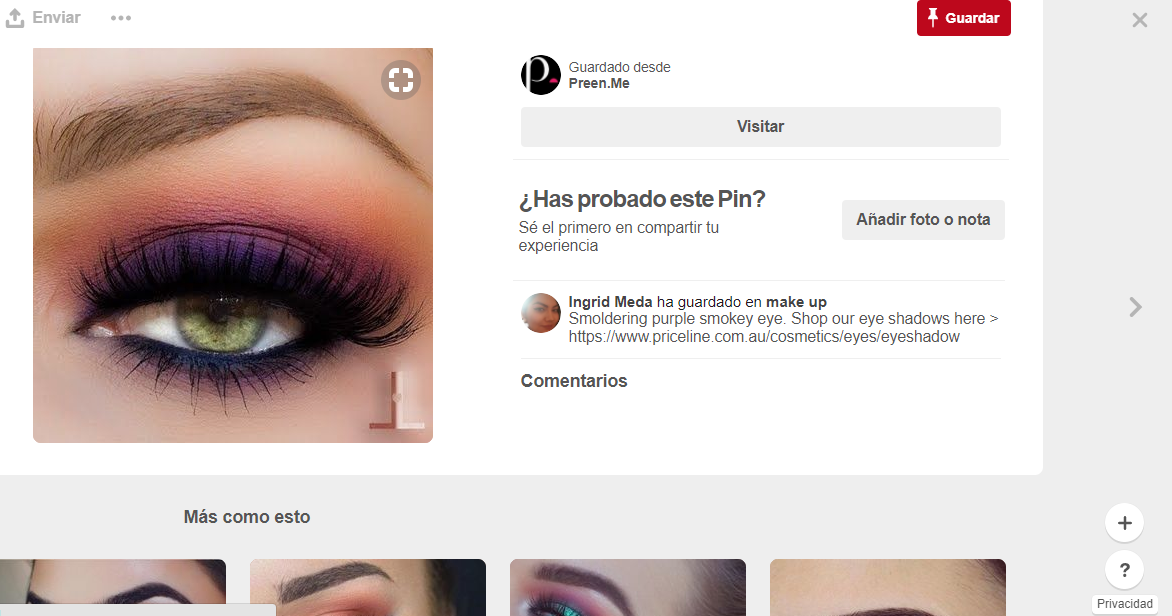 Enviar
Guardar
Guardado desde
Preen.Me
Visitar
¿Has probado este Pin?
Sé el primero en compartir tu
experiencia
Añadir foto o nota
Ingrid Meda ha guardado en make up
Smoldering purple smokey eye. Shop our eye shadows here >
https://www.priceline.com.au/cosmetics/eyes/eyeshadow
Comentarios
Más como esto
+
?
Privacidad